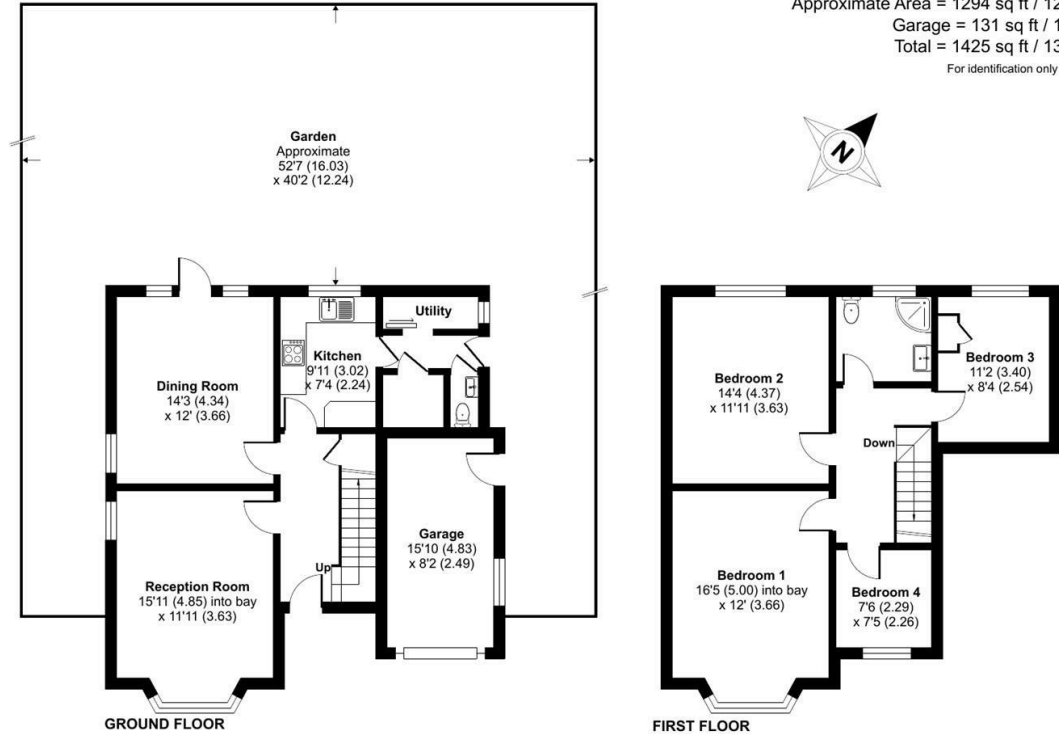 Approximate Area = 1294 sq ft / 12
Garage = 131 sq ft / 1
Total = 1425 sq ft / 13
For identification only
N
Garden
Approximate
52'7 (16.03)
x 40'2 (12.24)
Utility
Kitchen
9'11 (3.02)
x 7'4 (2.24)
Dining Room
14'3 (4.34)
x 12' (3.66)
Garage
15'10 (4.83)
x 8'2 (2.49)
Up
Reception Room
15'11 (4.85) into bay
x 11'11 (3.63)
GROUND FLOOR
Bedroom 3
11'2 (3.40)
x 8'4 (2.54)
Bedroom 2
14'4 (4.37)
x 11'11 (3.63)
Down
Bedroom 1
16'5 (5.00) into bay
x 12' (3.66)
Bedroom 4
7'6 (2.29)
x 7'5 (2.26)
FIRST FLOOR